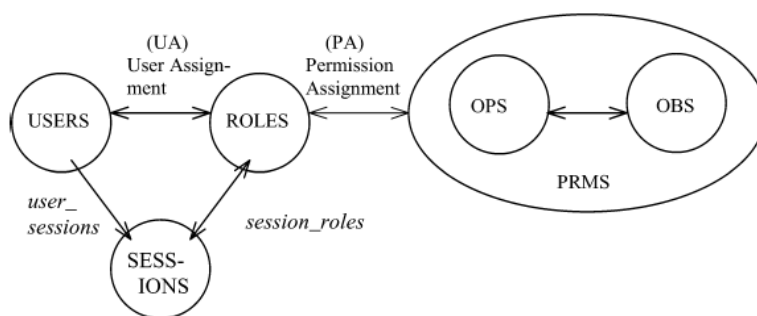 (UA)
User Assign-
ment
(PA)
Permission
Assignment
USERS
ROLES
OPS
OBS
PRMS
user_
sessions
session_roles
SESS-
IONS